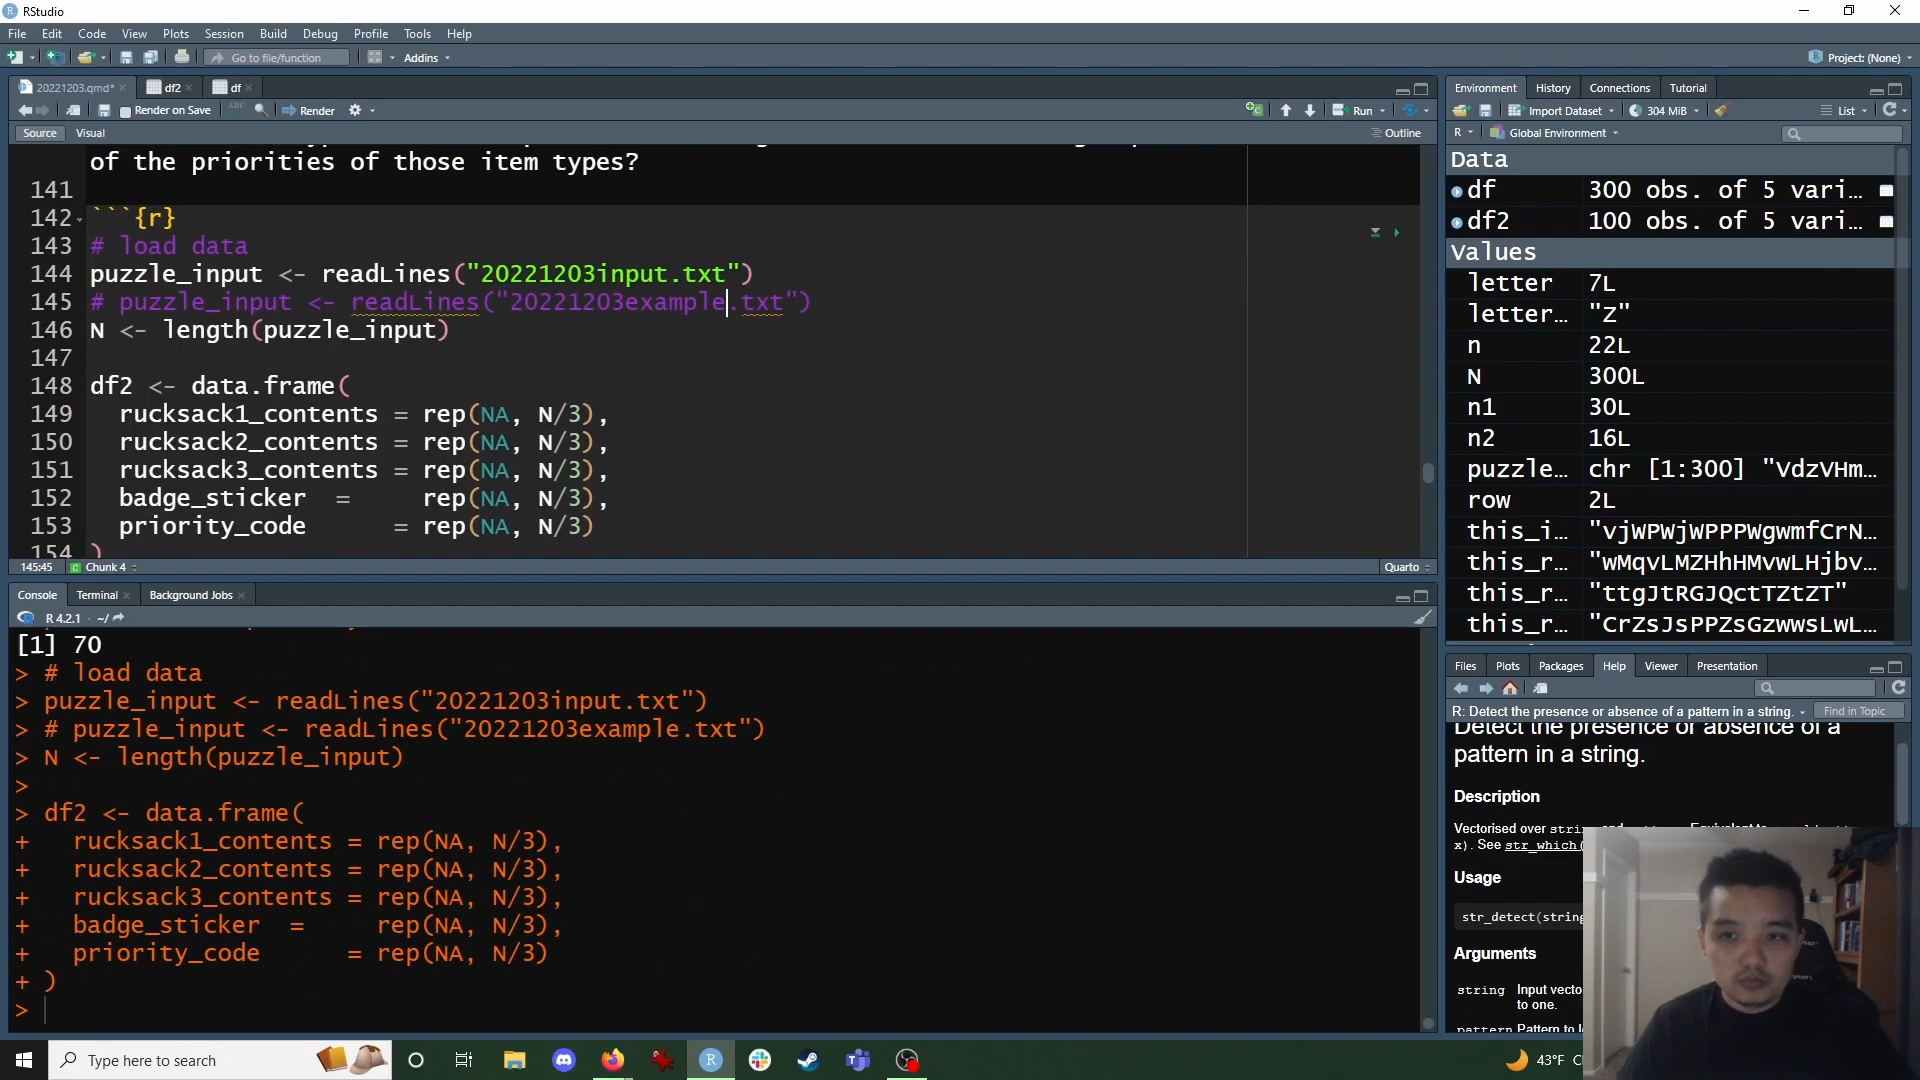 RStudio
File Edit Code View Plots Session Build Debug Profile Tools Help
Go to file/function Addins Project: (None)
20221203.qmd* df2 df
Render on Save ABC Render Run
Source Visual Outline
of the priorities of those item types?
141
142 ```{r}
143 # load data
144 puzzle_input <- readLines("20221203input.txt")
145 # puzzle_input <- readLines("20221203example.txt")
146 N <- length(puzzle_input)
147
148 df2 <- data.frame(
149 rucksack1_contents = rep(NA, N/3),
150 rucksack2_contents = rep(NA, N/3),
151 rucksack3_contents = rep(NA, N/3),
152 badge_sticker = rep(NA, N/3),
153 priority_code = rep(NA, N/3)
154 )
145:45 Chunk 4 Quarto
Console Terminal Background Jobs
R 4.2.1 · ~/
[1] 70
> # load data
> puzzle_input <- readLines("20221203input.txt")
> # puzzle_input <- readLines("20221203example.txt")
> N <- length(puzzle_input)
>
> df2 <- data.frame(
+ rucksack1_contents = rep(NA, N/3),
+ rucksack2_contents = rep(NA, N/3),
+ rucksack3_contents = rep(NA, N/3),
+ badge_sticker = rep(NA, N/3),
+ priority_code = rep(NA, N/3)
+ )
>
Environment History Connections Tutorial
Import Dataset 304 MiB List
R Global Environment
Data
df 300 obs. of 5 vari…
df2 100 obs. of 5 vari…
Values
letter 7L
letter… "Z"
n 22L
N 300L
n1 30L
n2 16L
puzzle… chr [1:300] "VdzVHm…
row 2L
this_i… "vjWPWjWPPPWgwmfCrN…
this_r… "wMqvLMZHhHMvwLHjbv…
this_r… "ttgJtRGJQctTZtZT"
this_r… "CrZsJsPPZsGzwwsLwL…
Files Plots Packages Help Viewer Presentation
R: Detect the presence or absence of a pattern in a string. Find in Topic
Detect the presence or absence of a
pattern in a string.
Description
Vectorised over
x). See str_which(
Usage
str_detect(string
Arguments
string Input vecto
to one.
pattern Pattern to l
Type here to search
43°F